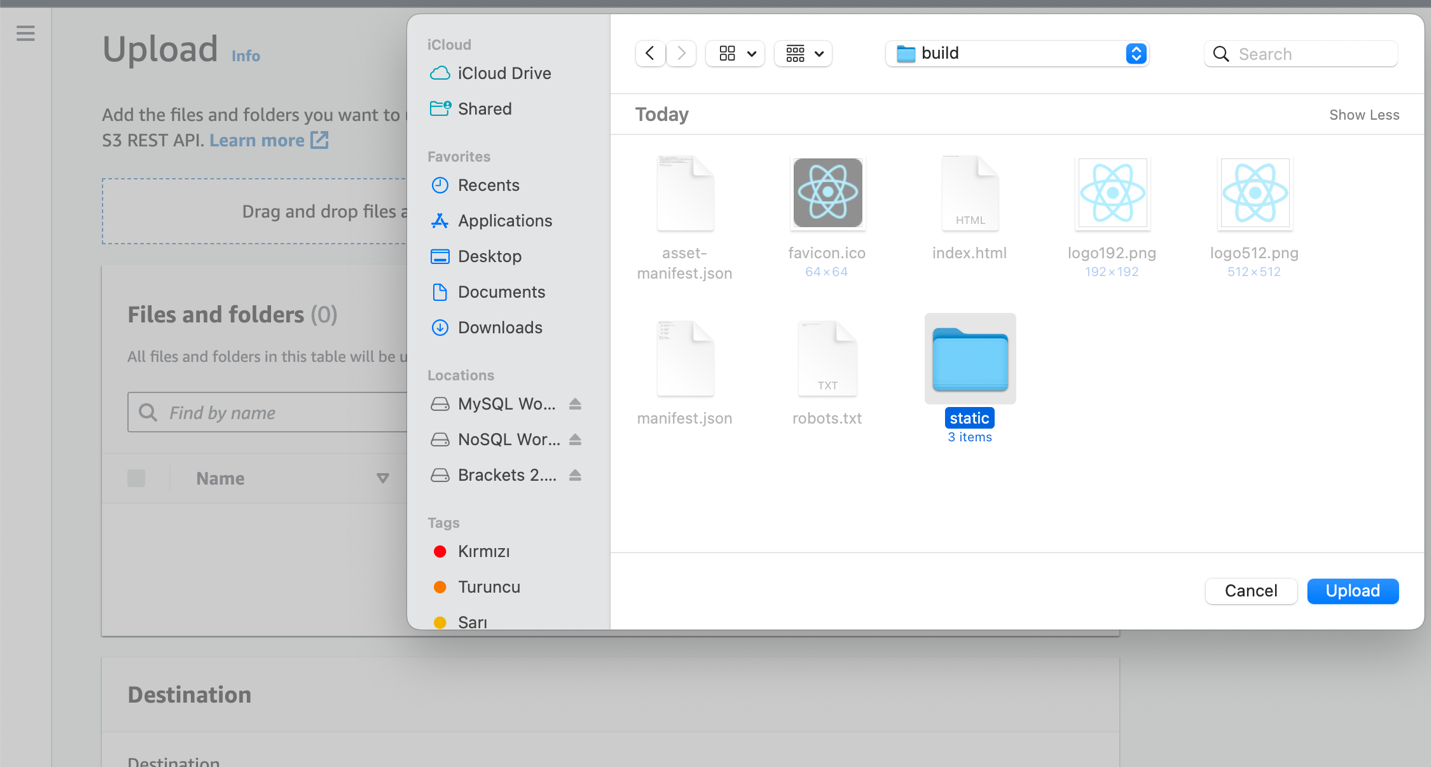 Upload Info
Add the files and folders you want to
S3 REST API. Learn more
Drag and drop files
Files and folders (0)
All files and folders in this table will be
Find by name
Name
Destination
Destination
iCloud
iCloud Drive
Shared
Favorites
Recents
Applications
Desktop
Documents
Downloads
Locations
MySQL Wo...
NoSQL Wor...
Brackets 2....
Tags
Kırmızı
Turuncu
Sarı
build
Search
Today
Show Less
asset-
manifest.json
favicon.ico
64×64
HTML
index.html
logo192.png
192×192
logo512.png
512×512
manifest.json
TXT
robots.txt
static
3 items
Cancel
Upload